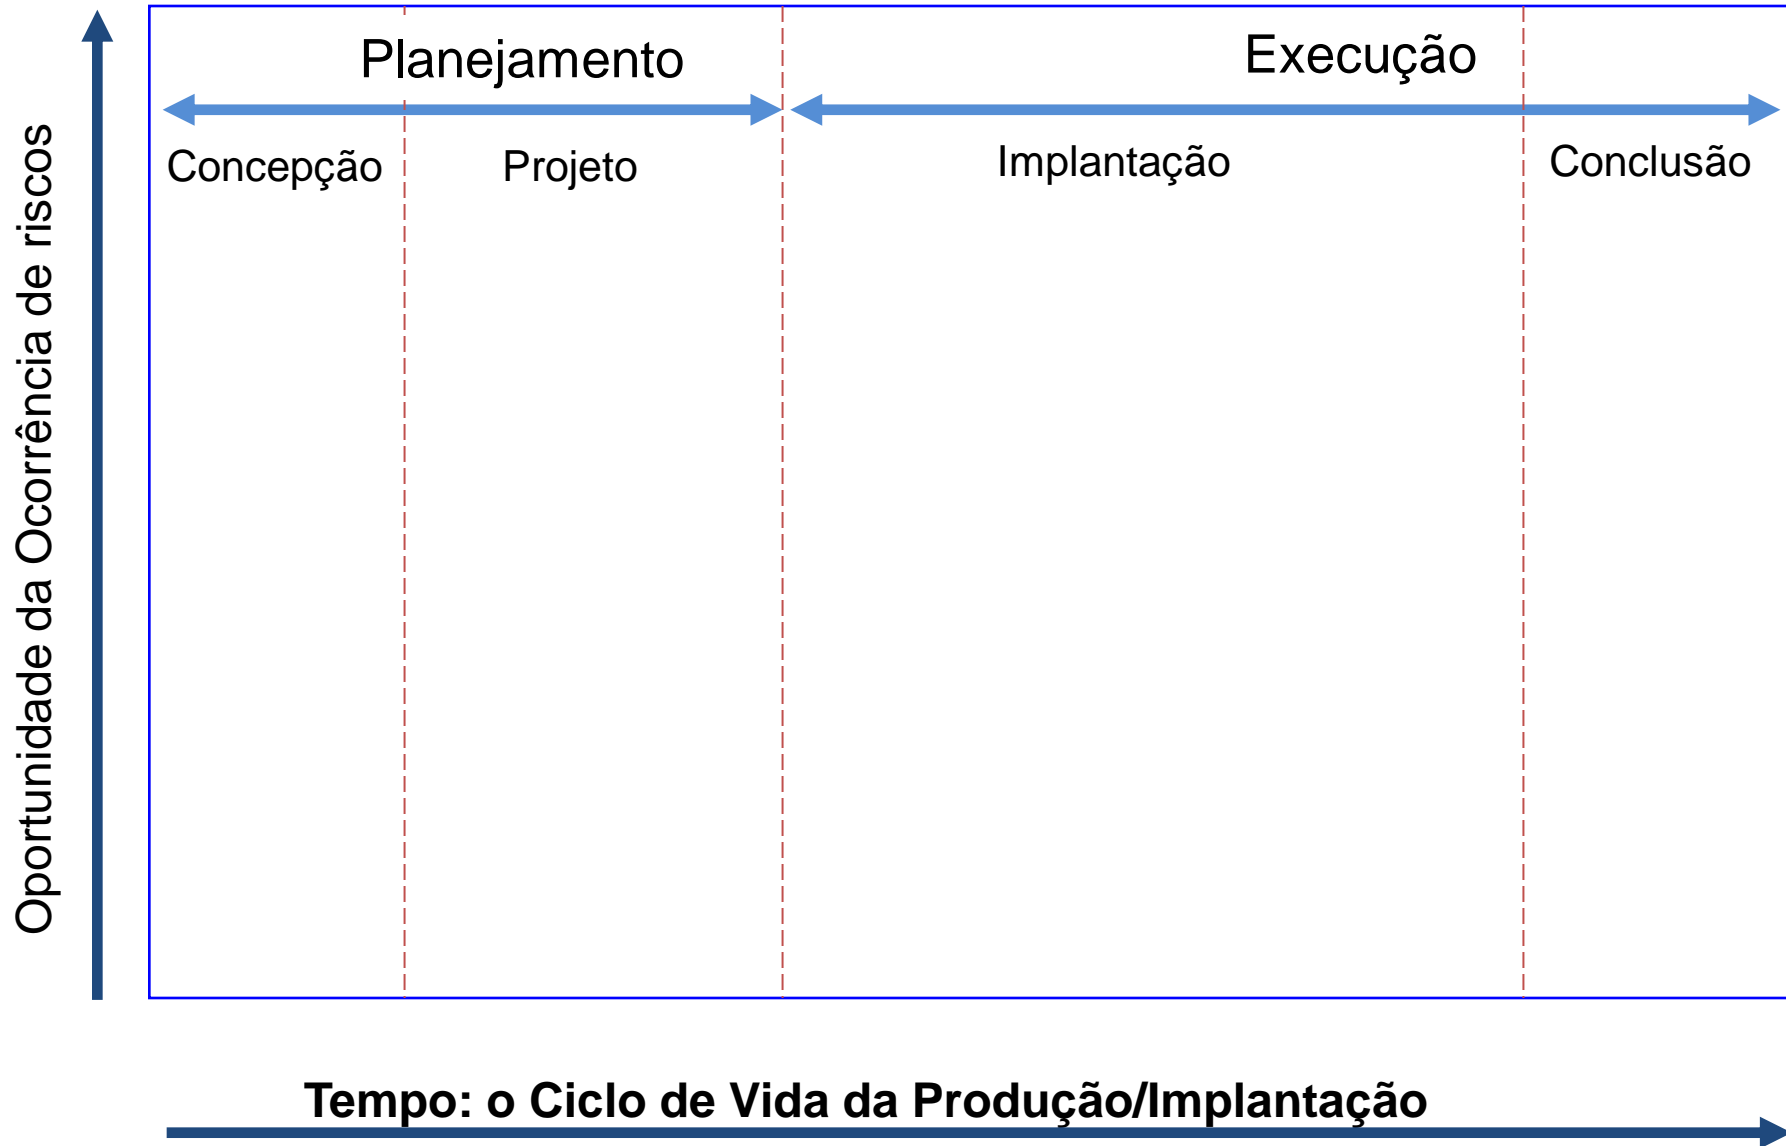 Planejamento
Execução
Concepção
Projeto
Implantação
Conclusão
Oportunidade da Ocorrência de riscos
Tempo: o Ciclo de Vida da Produção/Implantação